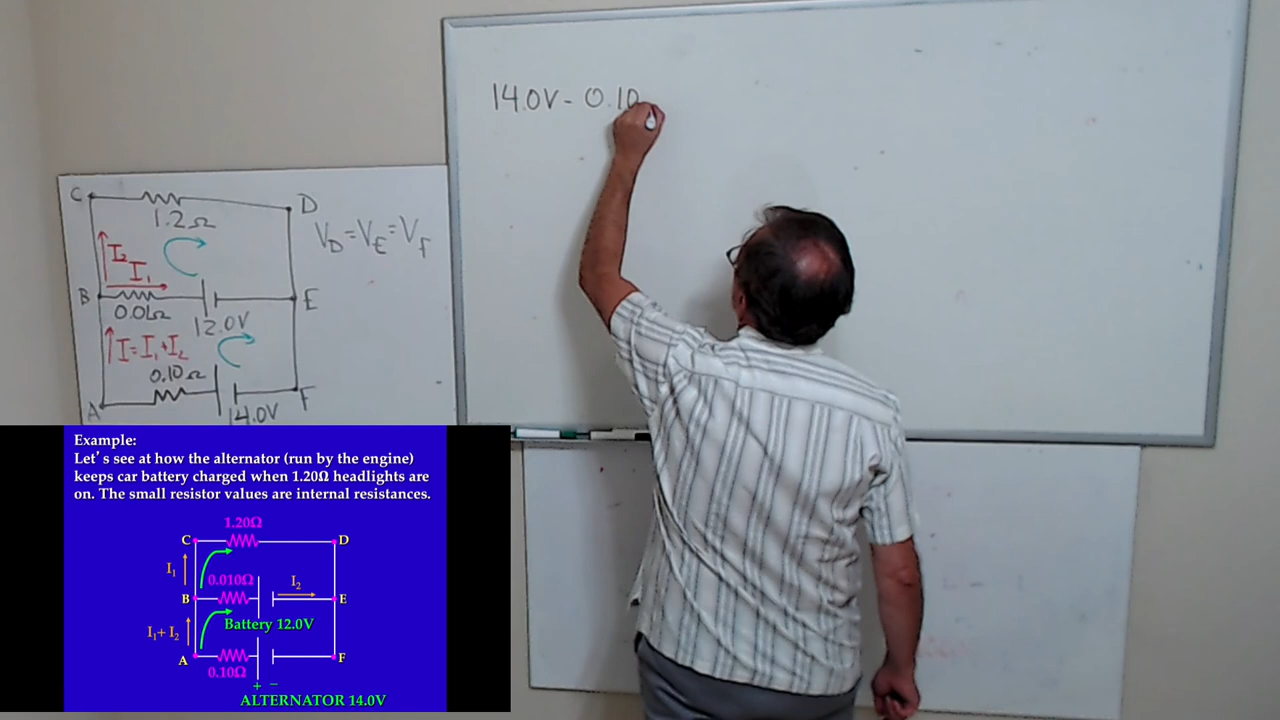 14.0V - 0.10
C
1.2Ω
D
V_D = V_E = V_F
I₂
I₁
B
0.01Ω
12.0V
E
I = I₁ + I₂
0.10Ω
A
14.0V
F
Example:
Let's see at how the alternator (run by the engine)
keeps car battery charged when 1.20Ω headlights are
on. The small resistor values are internal resistances.
1.20Ω
C
D
I₁
0.010Ω
I₂
B
E
Battery 12.0V
I₁+ I₂
A
F
0.10Ω
+ −
ALTERNATOR 14.0V